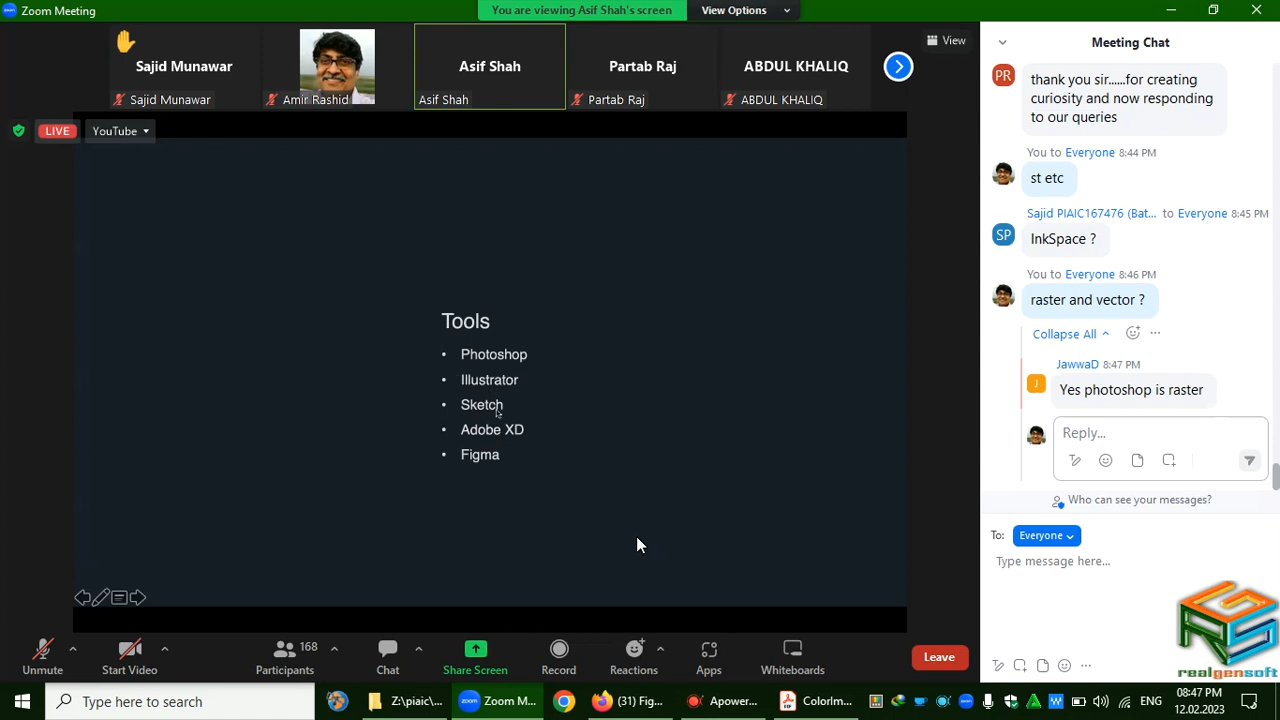 Zoom Meeting
You are viewing Asif Shah's screen
View Options
Sajid Munawar
Sajid Munawar
Amir Rashid
Asif Shah
Asif Shah
Partab Raj
Partab Raj
ABDUL KHALIQ
ABDUL KHALIQ
View
LIVE
YouTube
Tools
• Photoshop
• Illustrator
• Sketch
• Adobe XD
• Figma
Meeting Chat
PR
thank you sir......for creating
curiosity and now responding
to our queries
You to Everyone 8:44 PM
st etc
Sajid PIAIC167476 (Bat... to Everyone 8:45 PM
SP
InkSpace ?
You to Everyone 8:46 PM
raster and vector ?
Collapse All
JawwaD 8:47 PM
J
Yes photoshop is raster
Reply...
Who can see your messages?
To: Everyone
Type message here...
realgensoft
Unmute
Start Video
168
Participants
Chat
Share Screen
Record
Reactions
Apps
Whiteboards
Leave
Type here to search
Z:\piaic\...
Zoom M...
(31) Fig...
Apower...
ColorIm...
ENG
08:47 PM
12.02.2023